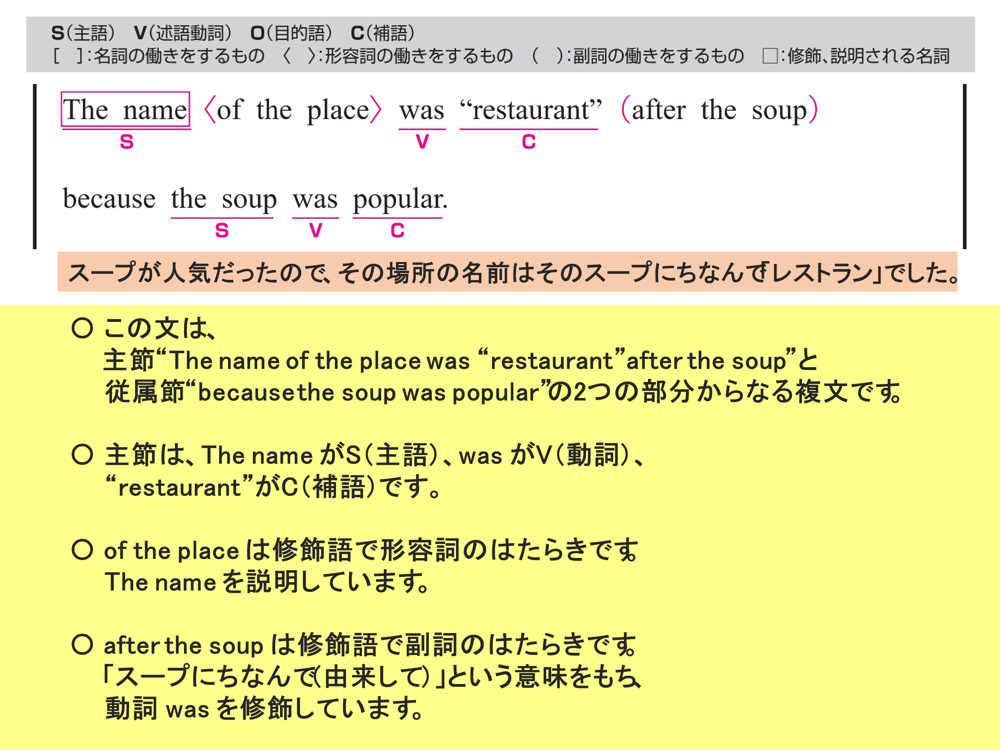 S（主語）　V（述語動詞）　O（目的語）　C（補語）
［　］：名詞の働きをするもの　〈　〉：形容詞の働きをするもの　（　）：副詞の働きをするもの　□：修飾、説明される名詞
The name 〈of the place〉 was “restaurant” （after the soup）
S V C
because the soup was popular.
S V C
スープが人気だったので、その場所の名前はそのスープにちなんで「レストラン」でした。
○ この文は、
主節“The name of the place was “restaurant”after the soup”と
従属節“because the soup was popular”の2つの部分からなる複文です。
○ 主節は、The name がS（主語）、was がV（動詞）、
“restaurant”がC（補語）です。
○ of the place は修飾語で形容詞のはたらきです。
The name を説明しています。
○ after the soup は修飾語で副詞のはたらきです。
「スープにちなんで（由来して）」という意味をもち、
動詞 was を修飾しています。